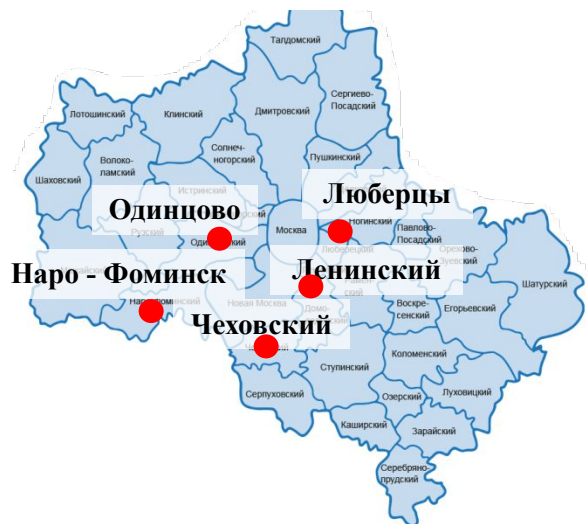 Талдомский
Сергиево-
Посадский
Лотошинский
Клинский
Дмитровский
Солнеч-
ногорский
Пушкинский
Шаховский
Волоко-
ламский
Истринский
Одинцово
Люберцы
Рузский
Ногинский
Москва
Павлово-
Посадский
Люберецкий
Орехово-
Зуевский
Наро - Фоминск
Ленинский
Шатурский
Новая Москва
Воскре-
сенский
Егорьевский
Чеховский
Коломенский
Ступинский
Серпуховский
Озерский
Луховицкий
Каширский
Зарайский
Серебряно-
прудский